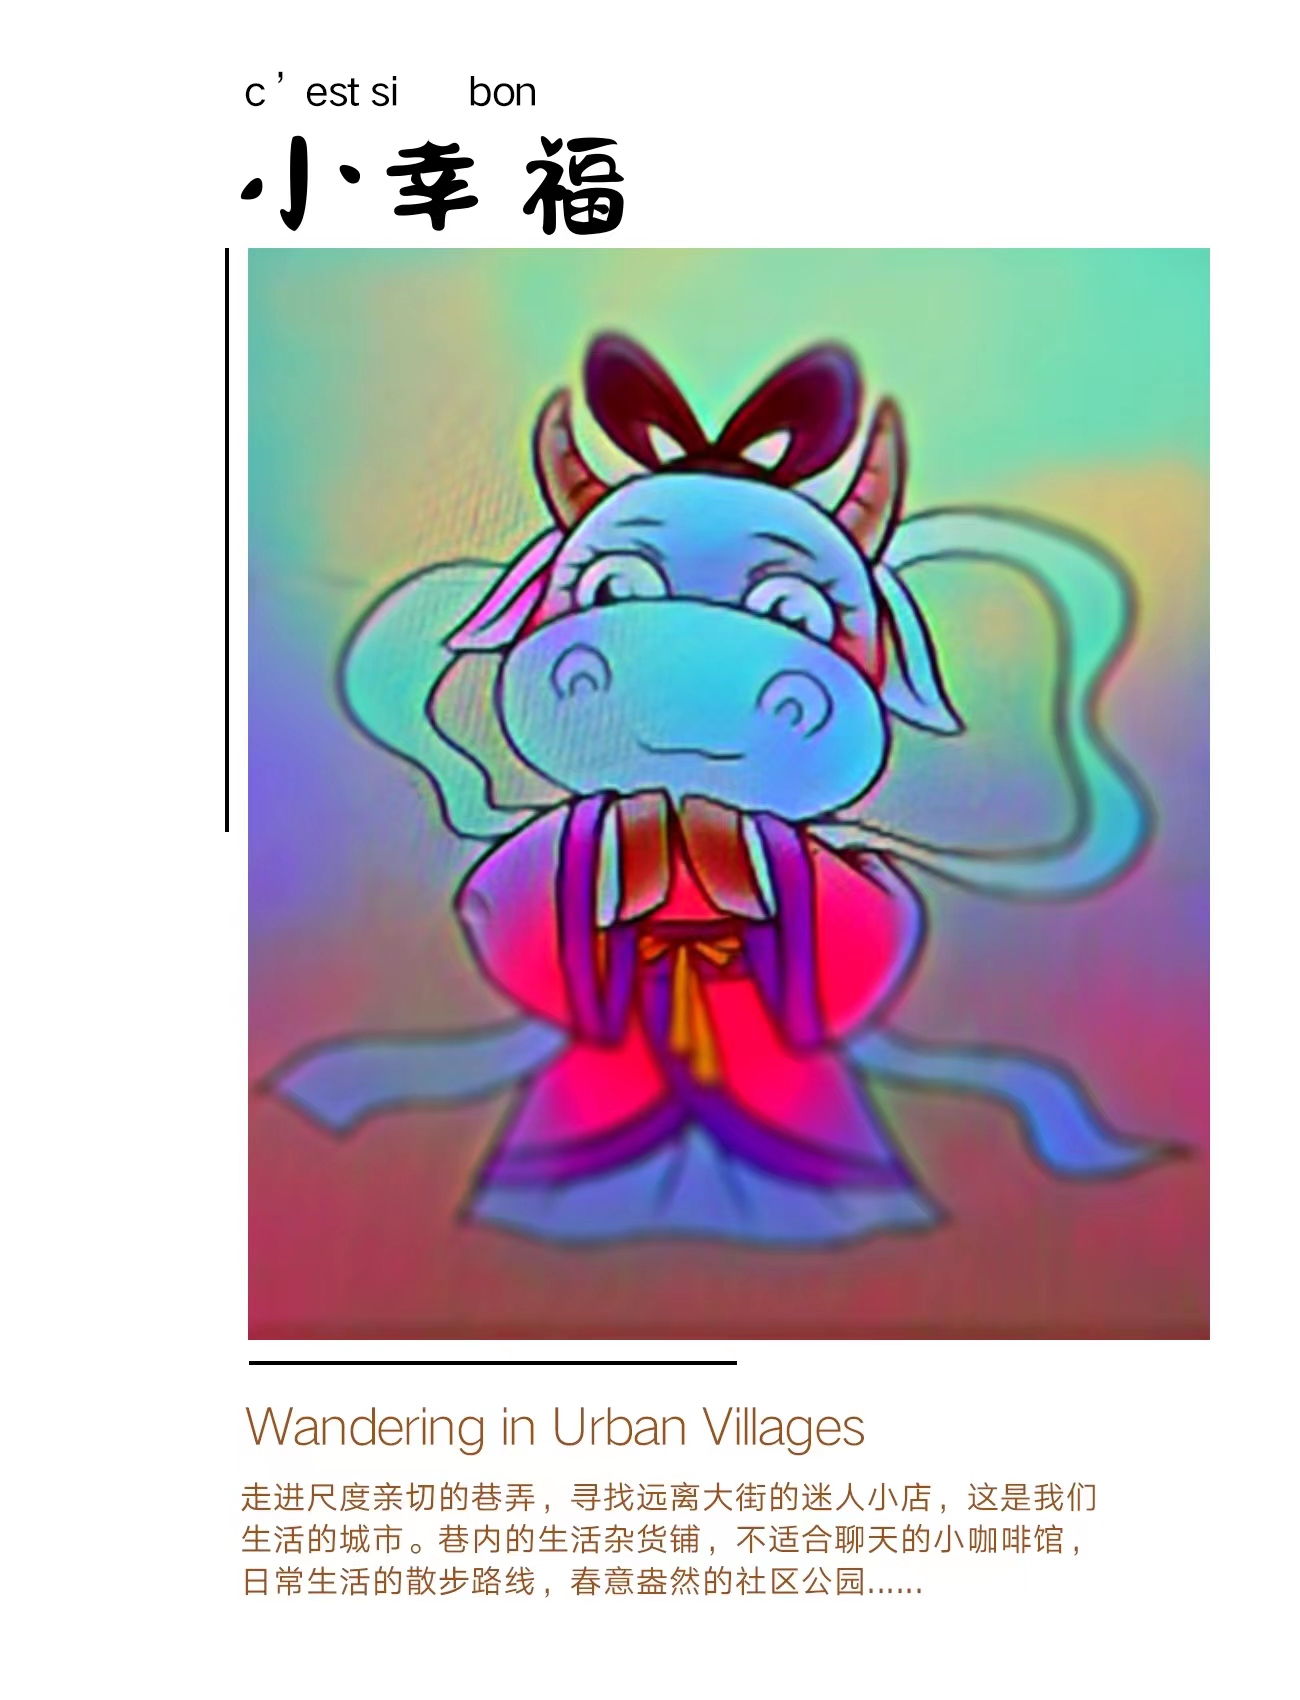 c’est si bon
小幸福
Wandering in Urban Villages
走进尺度亲切的巷弄，寻找远离大街的迷人小店，这是我们
生活的城市。巷内的生活杂货铺，不适合聊天的小咖啡馆，
日常生活的散步路线，春意盎然的社区公园......